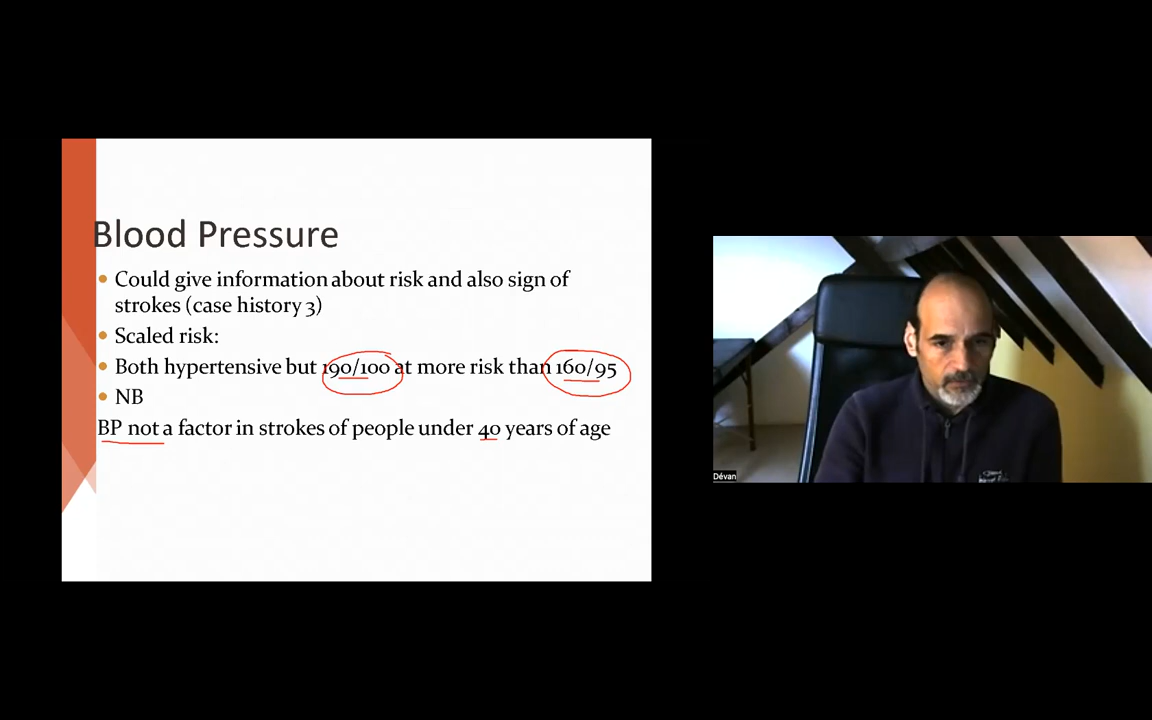 Blood Pressure
Could give information about risk and also sign of
strokes (case history 3)
Scaled risk:
Both hypertensive but 190/100 at more risk than 160/95
NB
BP not a factor in strokes of people under 40 years of age
Dévan